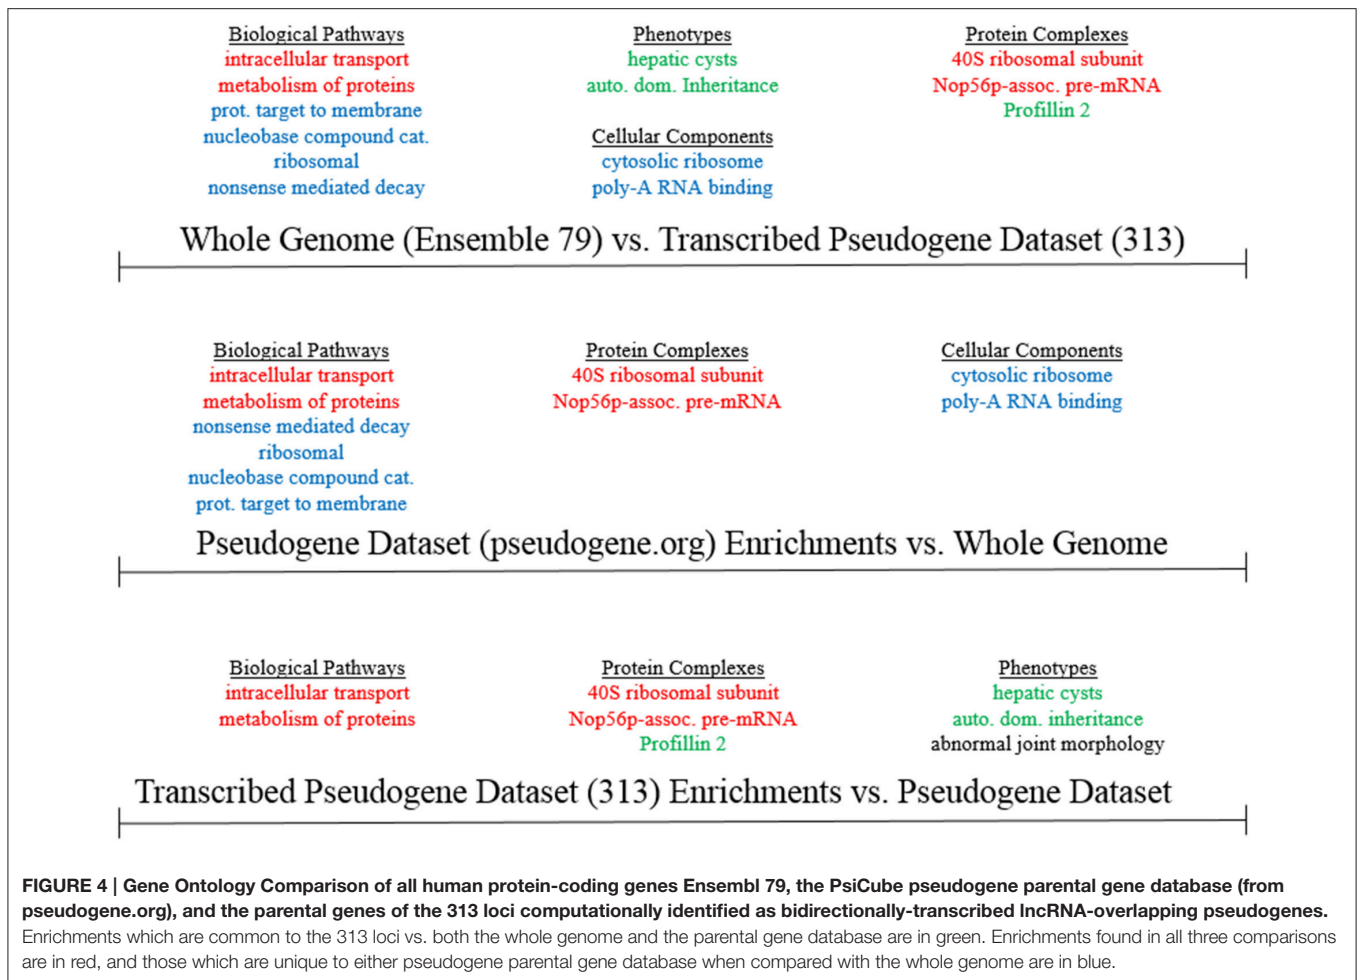 Biological Pathways
intracellular transport
metabolism of proteins
prot. target to membrane
nucleobase compound cat.
ribosomal
nonsense mediated decay
Phenotypes
hepatic cysts
auto. dom. Inheritance
Cellular Components
cytosolic ribosome
poly-A RNA binding
Protein Complexes
40S ribosomal subunit
Nop56p-assoc. pre-mRNA
Profillin 2
Whole Genome (Ensemble 79) vs. Transcribed Pseudogene Dataset (313)
Biological Pathways
intracellular transport
metabolism of proteins
nonsense mediated decay
ribosomal
nucleobase compound cat.
prot. target to membrane
Protein Complexes
40S ribosomal subunit
Nop56p-assoc. pre-mRNA
Cellular Components
cytosolic ribosome
poly-A RNA binding
Pseudogene Dataset (pseudogene.org) Enrichments vs. Whole Genome
Biological Pathways
intracellular transport
metabolism of proteins
Protein Complexes
40S ribosomal subunit
Nop56p-assoc. pre-mRNA
Profillin 2
Phenotypes
hepatic cysts
auto. dom. inheritance
abnormal joint morphology
Transcribed Pseudogene Dataset (313) Enrichments vs. Pseudogene Dataset
FIGURE 4 | Gene Ontology Comparison of all human protein-coding genes Ensembl 79, the PsiCube pseudogene parental gene database (from
pseudogene.org), and the parental genes of the 313 loci computationally identified as bidirectionally-transcribed lncRNA-overlapping pseudogenes.
Enrichments which are common to the 313 loci vs. both the whole genome and the parental gene database are in green. Enrichments found in all three comparisons
are in red, and those which are unique to either pseudogene parental gene database when compared with the whole genome are in blue.